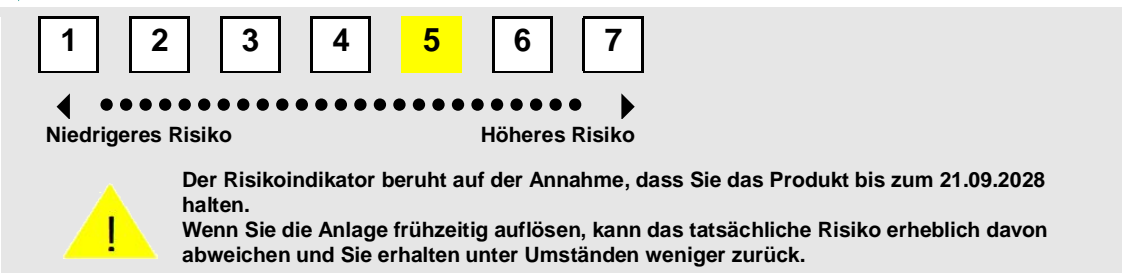 1 2 3 4 5 6 7
Niedrigeres Risiko Höheres Risiko
Der Risikoindikator beruht auf der Annahme, dass Sie das Produkt bis zum 21.09.2028
halten.
Wenn Sie die Anlage frühzeitig auflösen, kann das tatsächliche Risiko erheblich davon
abweichen und Sie erhalten unter Umständen weniger zurück.
!